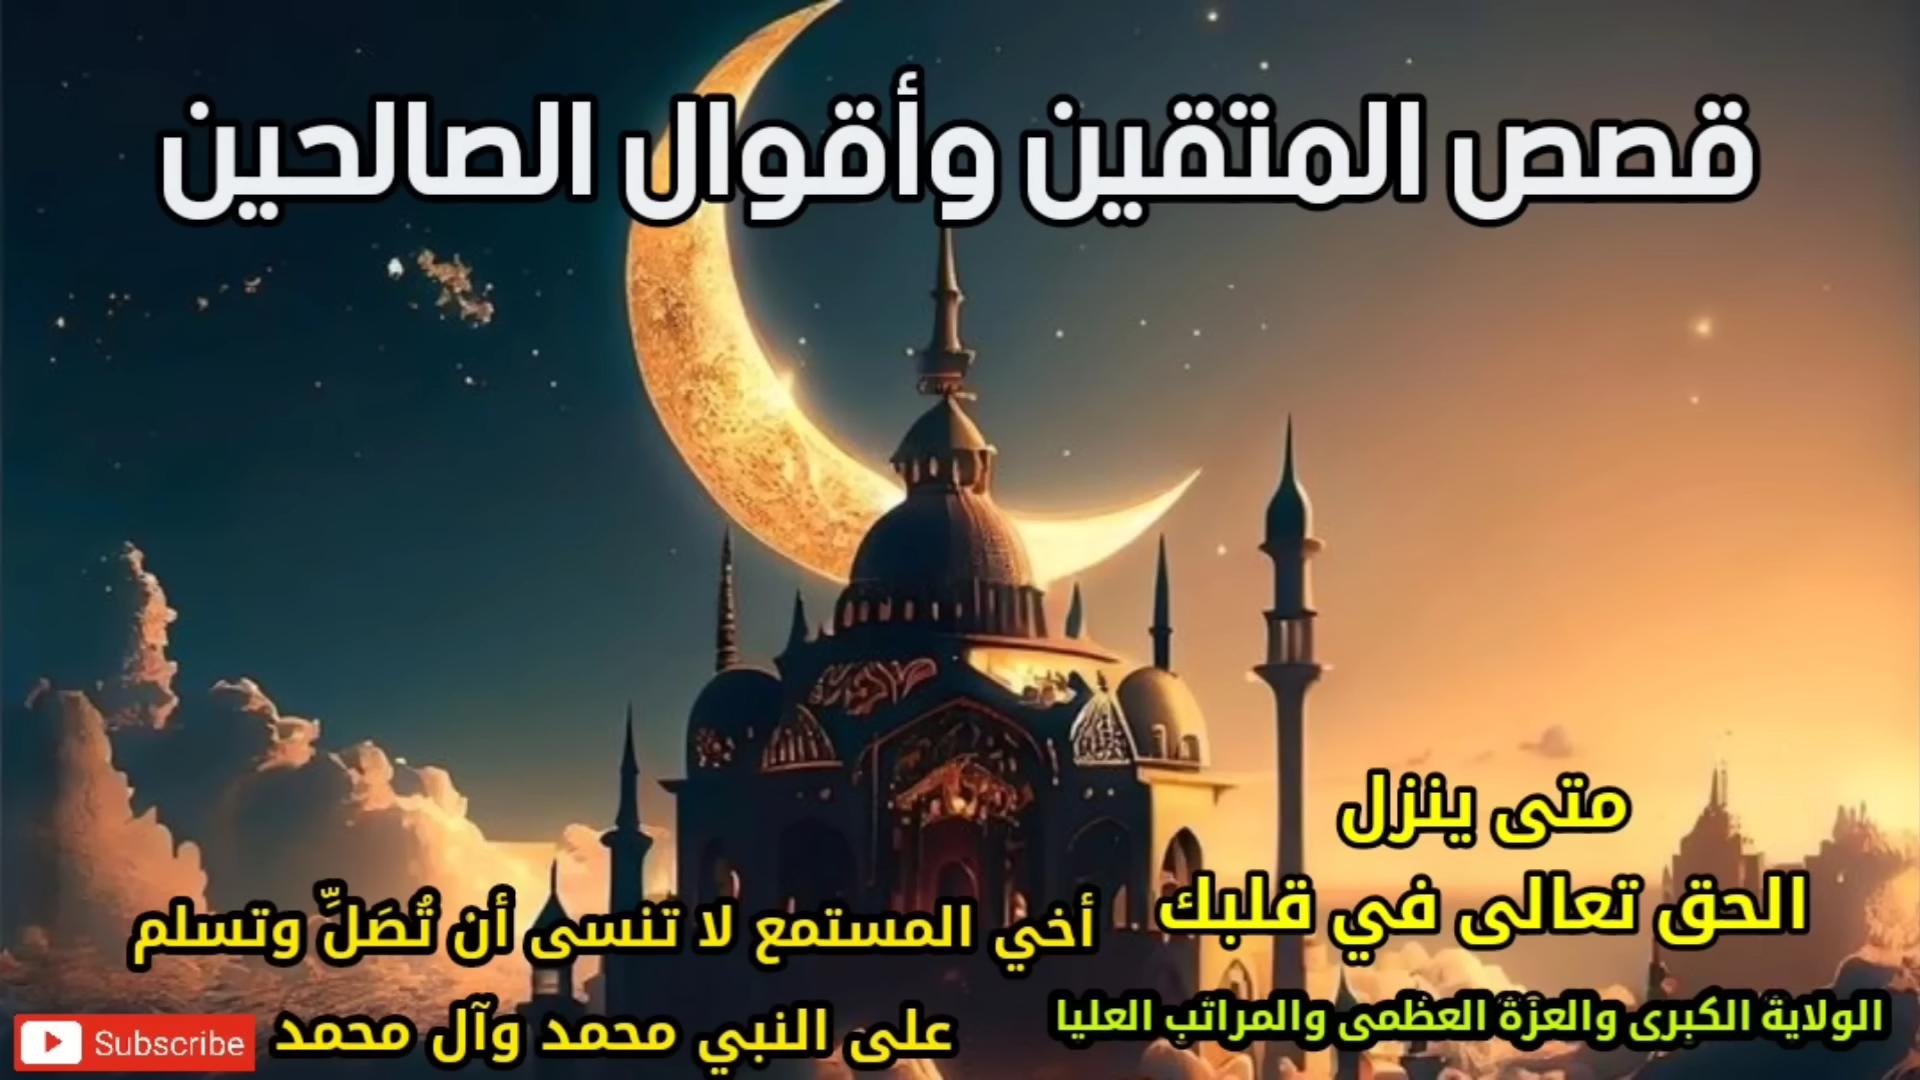 قصص المتقين وأقوال الصالحين
متى ينزل
الحق تعالى في قلبك
الولاية الكبرى والعزة العظمى والمراتب العليا
أخي المستمع لا تنسى أن تُصَلِّ وتسلم
على النبي محمد وآل محمد
Subscribe